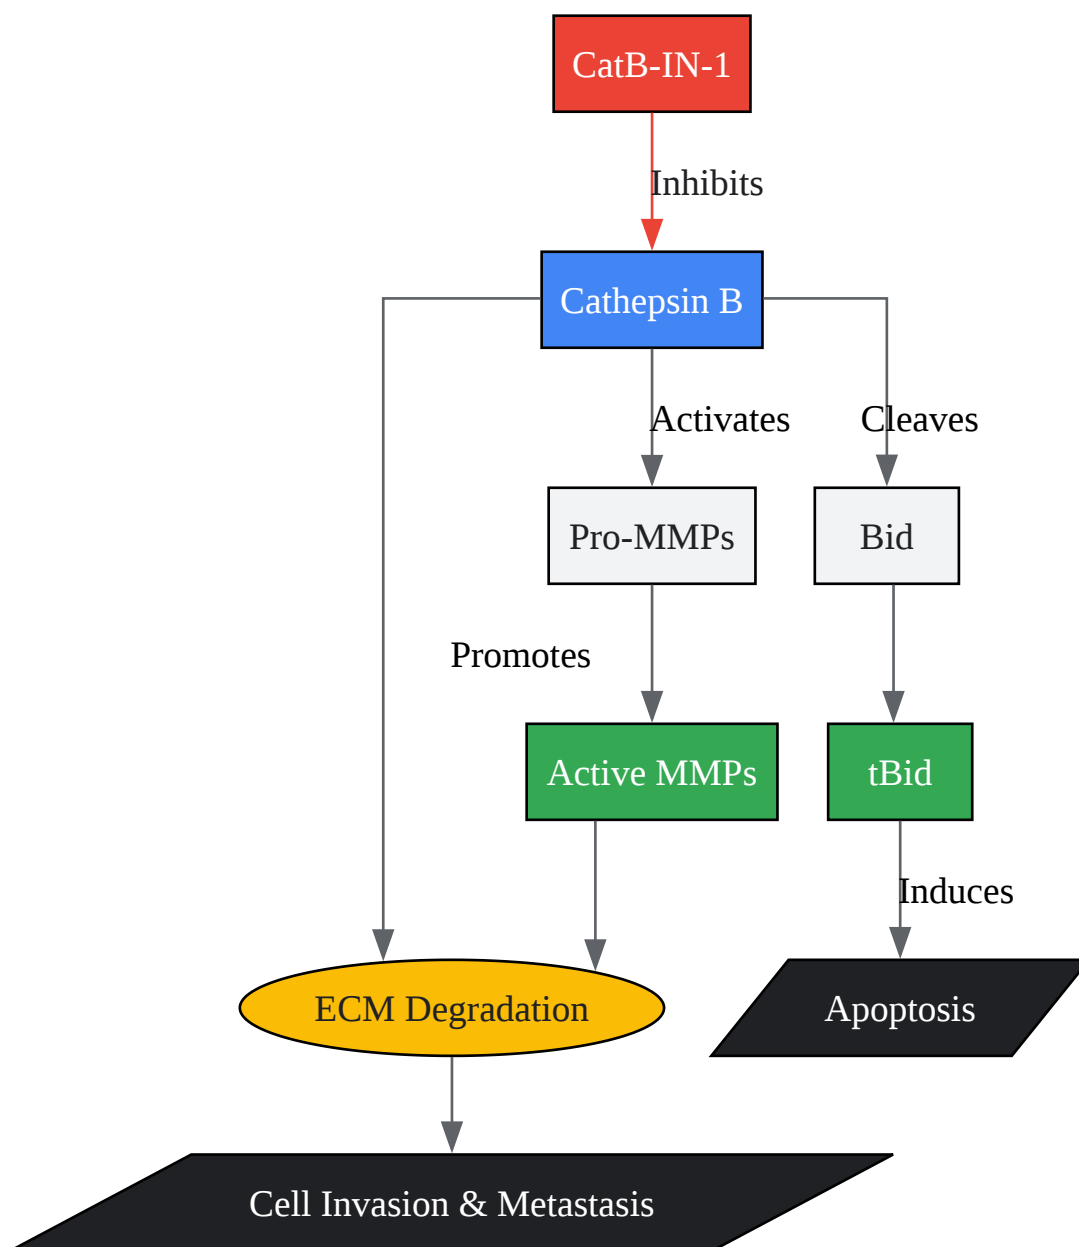 CatB-IN-1
Inhibits
Cathepsin B
Activates
Cleaves
Pro-MMPs
Bid
Promotes
Active MMPs
tBid
Induces
ECM Degradation
Apoptosis
Cell Invasion & Metastasis